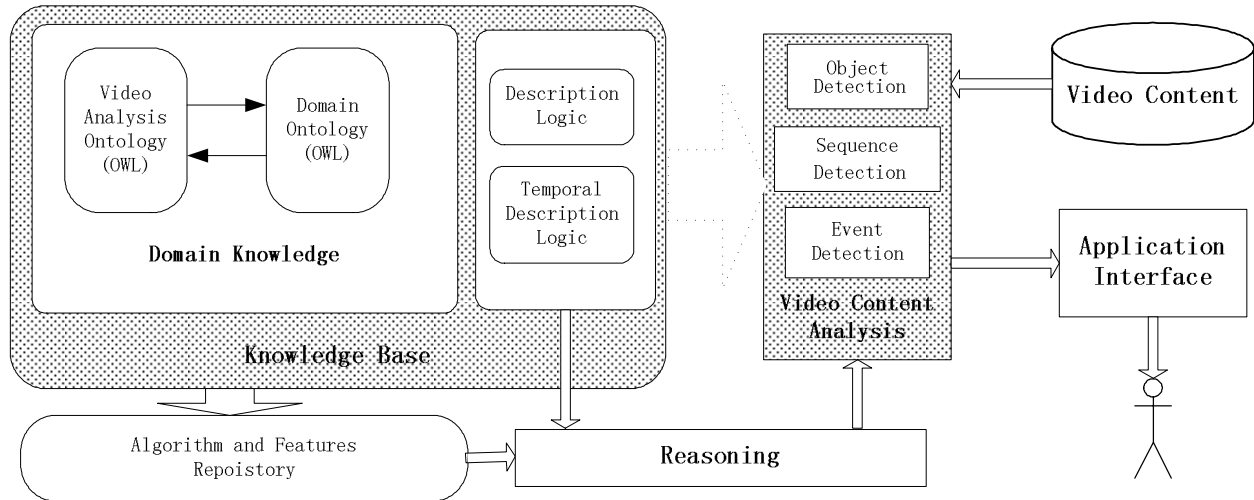 Video
Analysis
Ontology
(OWL)
Domain
Ontology
(OWL)
Domain Knowledge
Description
Logic
Temporal
Description
Logic
Knowledge Base
Object
Detection
Sequence
Detection
Event
Detection
Video Content
Analysis
Video Content
Application
Interface
Algorithm and Features
Repoistory
Reasoning